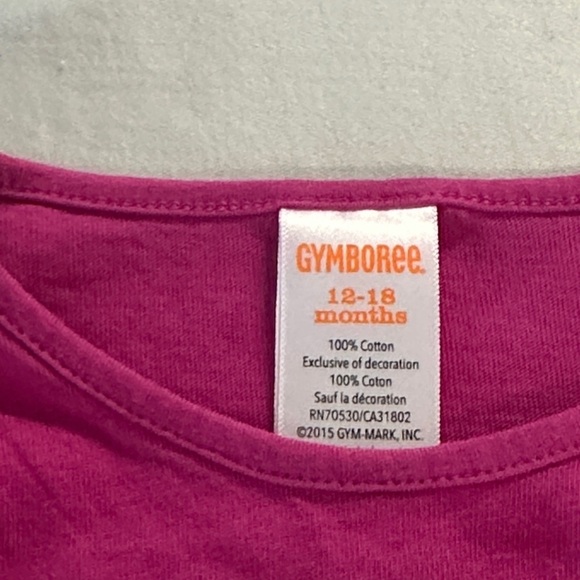 GYMBOREE.
12-18
months
100% Cotton
Exclusive of decoration
100% Coton
Sauf la décoration
RN70530/CA31802
©2015 GYM-MARK, INC.